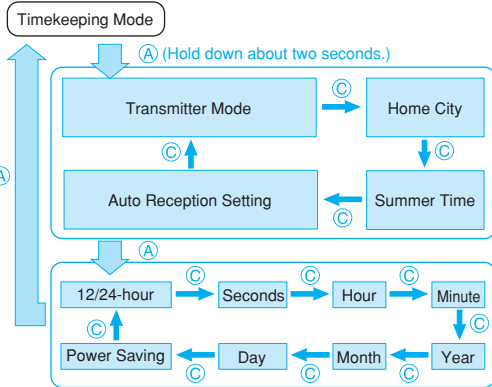 Timekeeping Mode
Ⓐ (Hold down about two seconds.)
Ⓒ
Transmitter Mode
Home City
Ⓒ
Ⓒ
Ⓐ
Auto Reception Setting
Summer Time
Ⓒ
Ⓐ
Ⓒ
Ⓒ
Ⓒ
12/24-hour
Seconds
Hour
Minute
Ⓒ
Ⓒ
Power Saving
Day
Month
Year
Ⓒ
Ⓒ
Ⓒ